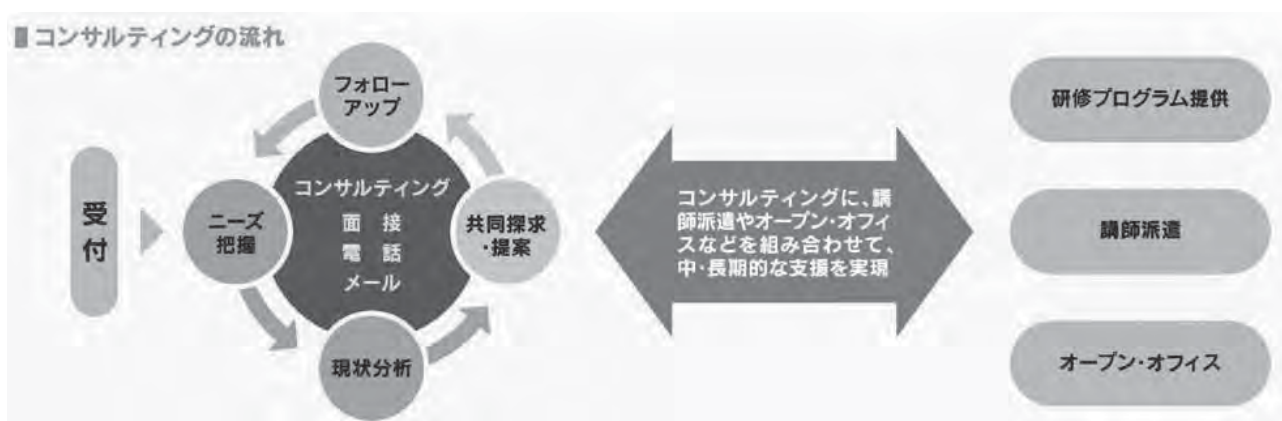 ■コンサルティングの流れ
受付
フォロー
アップ
ニーズ
把握
コンサルティング
面 接
電 話
メール
共同探求
・提案
現状分析
コンサルティングに、講
師派遣やオープン・オフィ
スなどを組み合わせて、
中・長期的な支援を実現
研修プログラム提供
講師派遣
オープン・オフィス